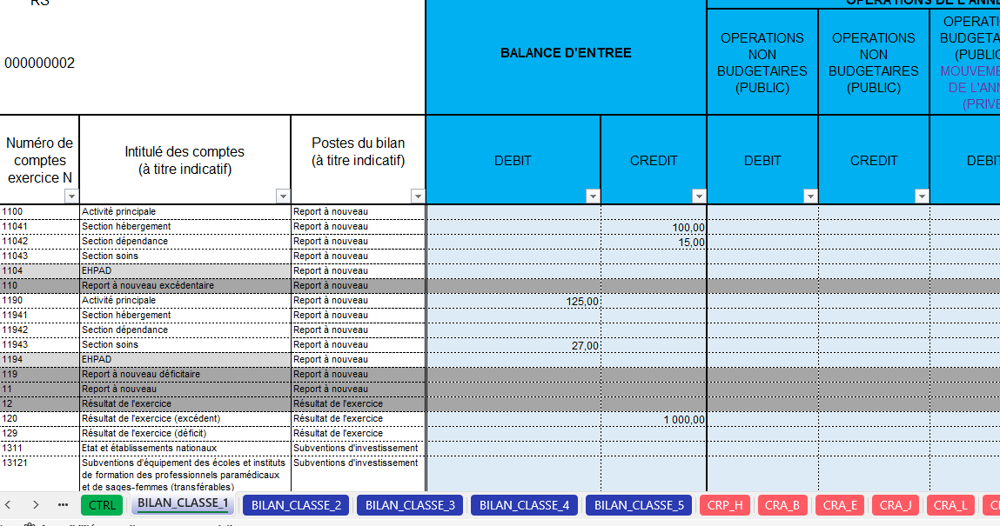 RS
OPERATIONS DE L'ANN
BALANCE D'ENTREE
OPERATIONS
NON
BUDGETAIRES
(PUBLIC)
OPERATIONS
NON
BUDGETAIRES
(PUBLIC)
OPERATI
BUDGETA
(PUBLIC
MOUVEME
DE L'ANN
(PRIVE
000000002
Numéro de
comptes
exercice N
Intitulé des comptes
(à titre indicatif)
Postes du bilan
(à titre indicatif)
DEBIT
CREDIT
DEBIT
CREDIT
DEBIT
1100 Activité principale Report à nouveau
11041 Section hébergement Report à nouveau 100,00
11042 Section dépendance Report à nouveau 15,00
11043 Section soins Report à nouveau
1104 EHPAD Report à nouveau
110 Report à nouveau excédentaire Report à nouveau
1190 Activité principale Report à nouveau 125,00
11941 Section hébergement Report à nouveau
11942 Section dépendance Report à nouveau
11943 Section soins Report à nouveau 27,00
1194 EHPAD Report à nouveau
119 Report à nouveau déficitaire Report à nouveau
11 Report à nouveau Report à nouveau
12 Résultat de l'exercice Résultat de l'exercice
120 Résultat de l'exercice (excédent) Résultat de l'exercice 1 000,00
129 Résultat de l'exercice (déficit) Résultat de l'exercice
1311 Etat et établissements nationaux Subventions d'investissement
13121 Subventions d'équipement des écoles et instituts Subventions d'investissement
de formation des professionnels paramédicaux
et de sages-femmes (transférables)
CTRL BILAN_CLASSE_1 BILAN_CLASSE_2 BILAN_CLASSE_3 BILAN_CLASSE_4 BILAN_CLASSE_5 CRP_H CRA_B CRA_E CRA_J CRA_L C